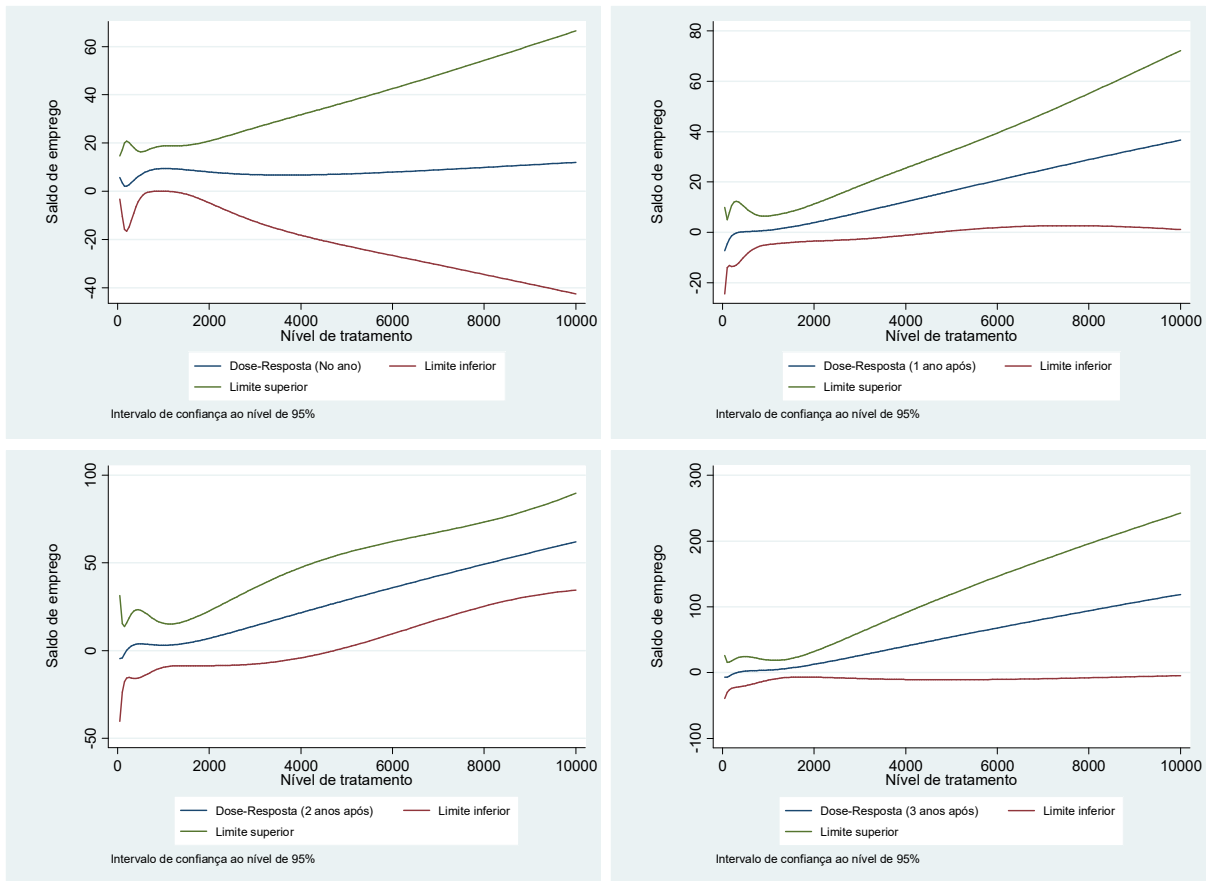 Saldo de emprego
60
40
20
0
-20
-40
0 2000 4000 6000 8000 10000
Nível de tratamento
Dose-Resposta (No ano) Limite inferior
Limite superior
Intervalo de confiança ao nível de 95%
Saldo de emprego
80
60
40
20
0
-20
0 2000 4000 6000 8000 10000
Nível de tratamento
Dose-Resposta (1 ano após) Limite inferior
Limite superior
Intervalo de confiança ao nível de 95%
Saldo de emprego
100
50
0
-50
0 2000 4000 6000 8000 10000
Nível de tratamento
Dose-Resposta (2 anos após) Limite inferior
Limite superior
Intervalo de confiança ao nível de 95%
Saldo de emprego
300
200
100
0
-100
0 2000 4000 6000 8000 10000
Nível de tratamento
Dose-Resposta (3 anos após) Limite inferior
Limite superior
Intervalo de confiança ao nível de 95%